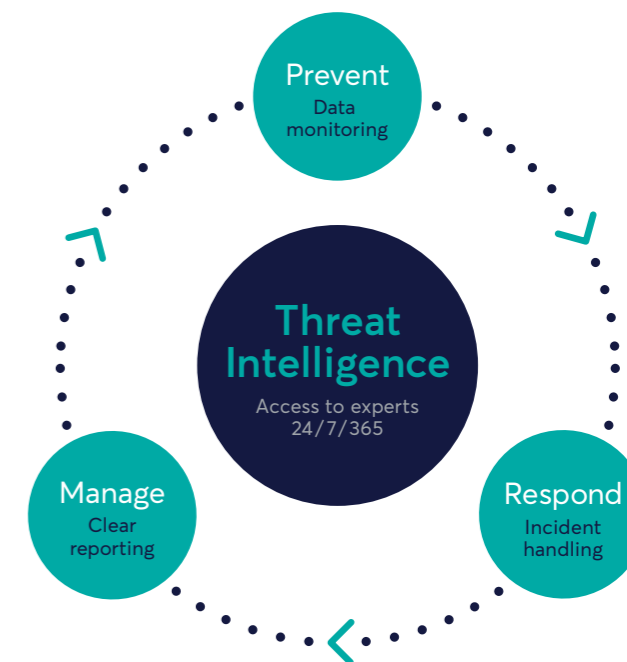 Prevent
Data
monitoring
Threat
Intelligence
Access to experts
24/7/365
Manage
Clear
reporting
Respond
Incident
handling